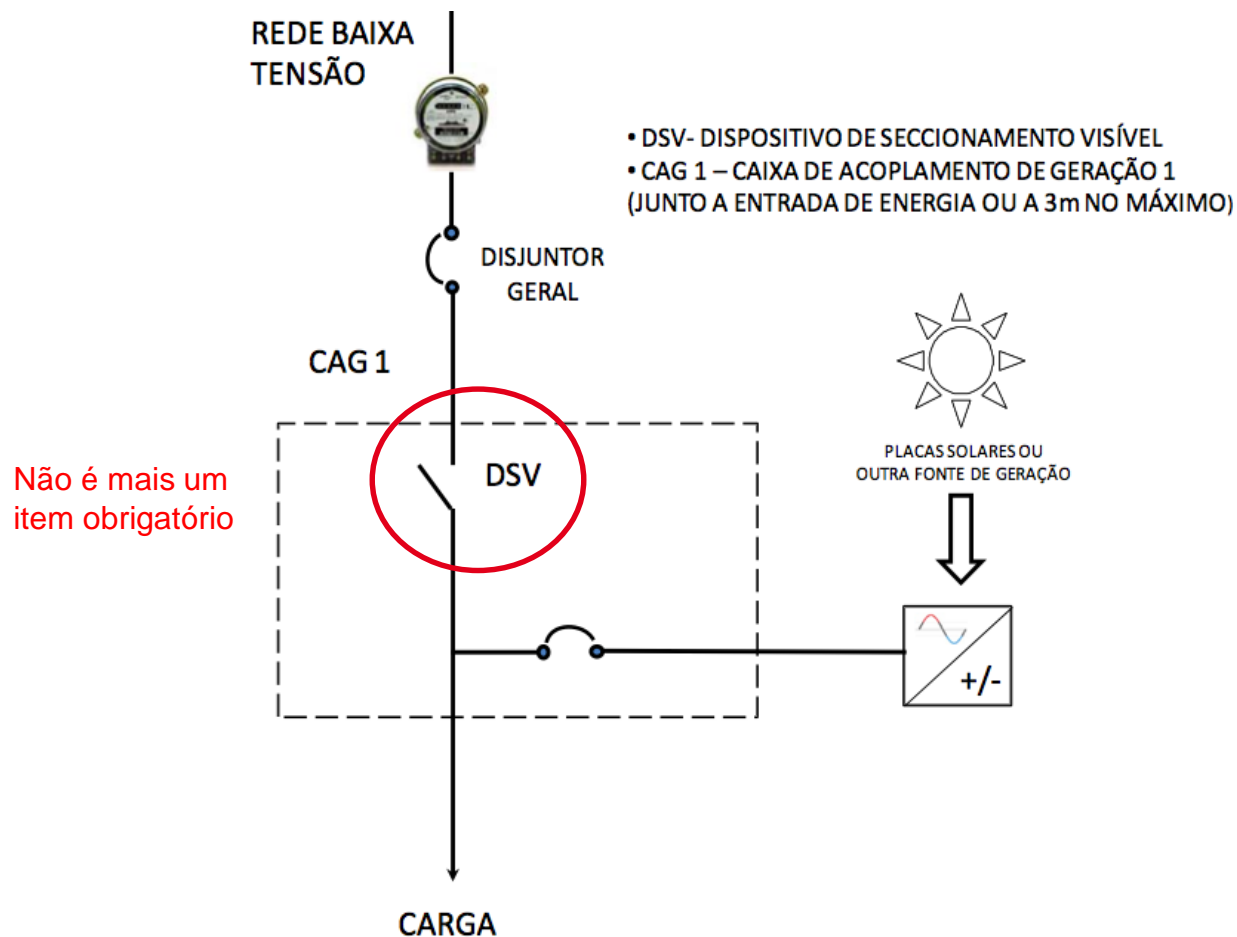 REDE BAIXA
TENSÃO
• DSV- DISPOSITIVO DE SECCIONAMENTO VISÍVEL
• CAG 1 – CAIXA DE ACOPLAMENTO DE GERAÇÃO 1
(JUNTO A ENTRADA DE ENERGIA OU A 3m NO MÁXIMO)
DISJUNTOR
GERAL
CAG 1
DSV
Não é mais um
item obrigatório
PLACAS SOLARES OU
OUTRA FONTE DE GERAÇÃO
+/-
CARGA